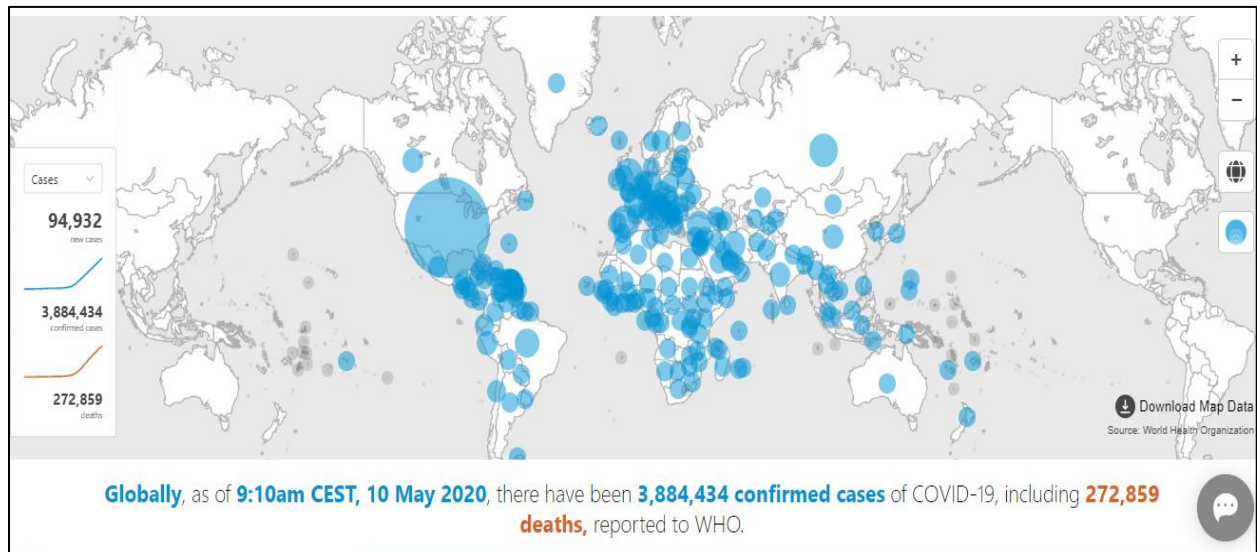 Cases
94,932
new cases
3,884,434
confirmed cases
272,859
deaths
+
−
Download Map Data
Source: World Health Organization
Globally, as of 9:10am CEST, 10 May 2020, there have been 3,884,434 confirmed cases of COVID-19, including 272,859
deaths, reported to WHO.